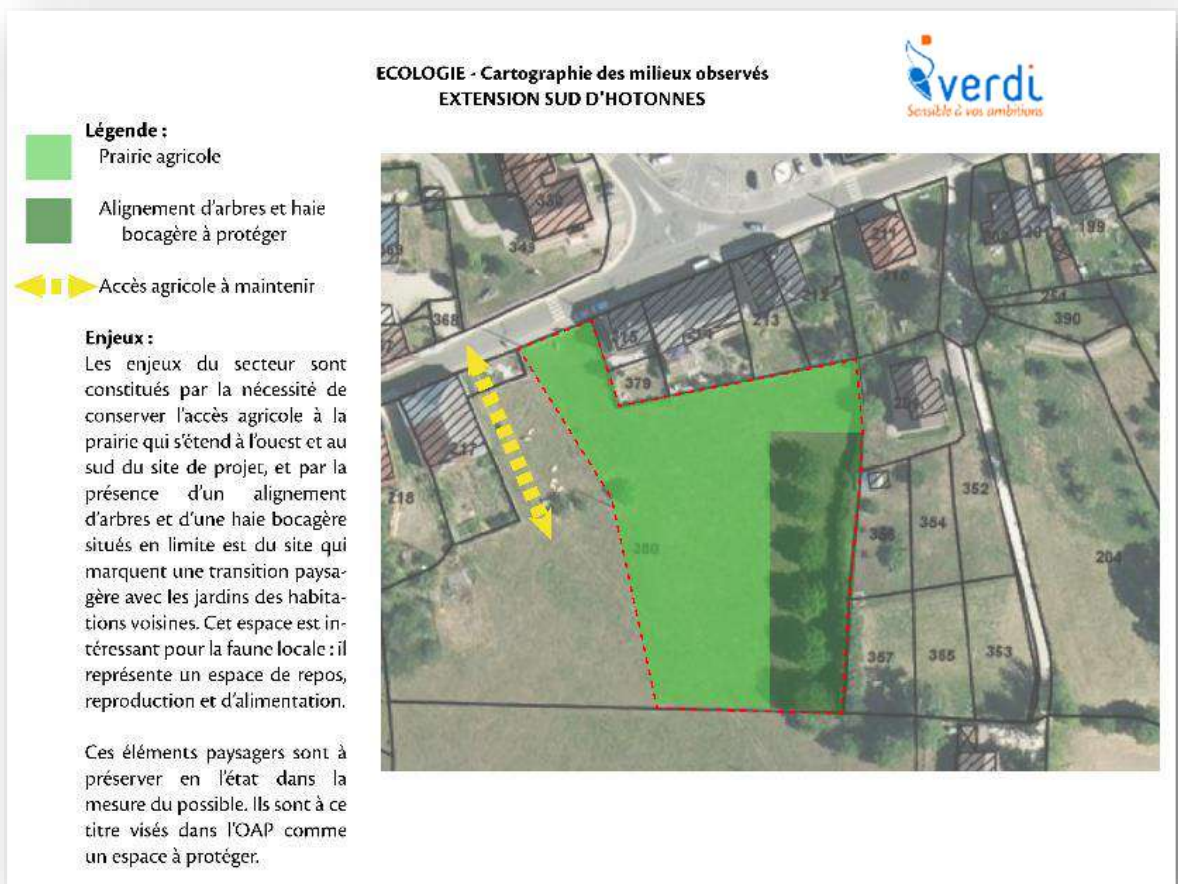 ECOLOGIE - Cartographie des milieux observés
EXTENSION SUD D'HOTONNES
verdi
Sensible à vos ambitions
Légende :
Prairie agricole
Alignement d'arbres et haie
bocagère à protéger
Accès agricole à maintenir
Enjeux :
Les enjeux du secteur sont
constitués par la nécessité de
conserver l'accès agricole à la
prairie qui s'étend à l'ouest et au
sud du site de projet, et par la
présence d'un alignement
d'arbres et d'une haie bocagère
situés en limite est du site qui
marquent une transition paysa-
gère avec les jardins des habita-
tions voisines. Cet espace est in-
téressant pour la faune locale : il
représente un espace de repos,
reproduction et d'alimentation.
Ces éléments paysagers sont à
préserver en l'état dans la
mesure du possible. Ils sont à ce
titre visés dans l'OAP comme
un espace à protéger.
330
349
368
211
199
212
213
390
379
217
218
380
352
354
204
357
355
353